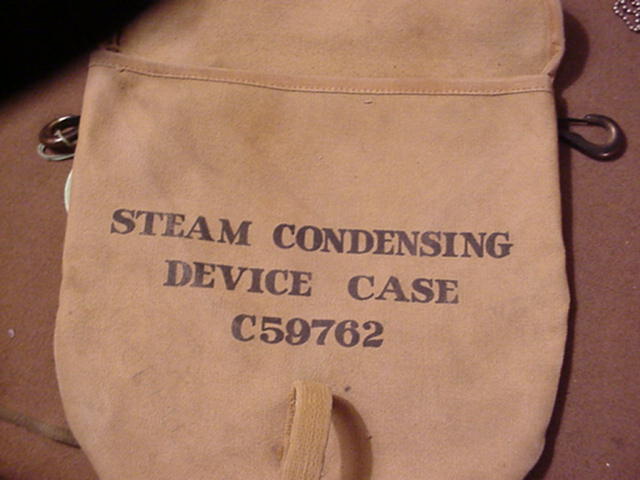 STEAM CONDENSING
DEVICE CASE
C59762